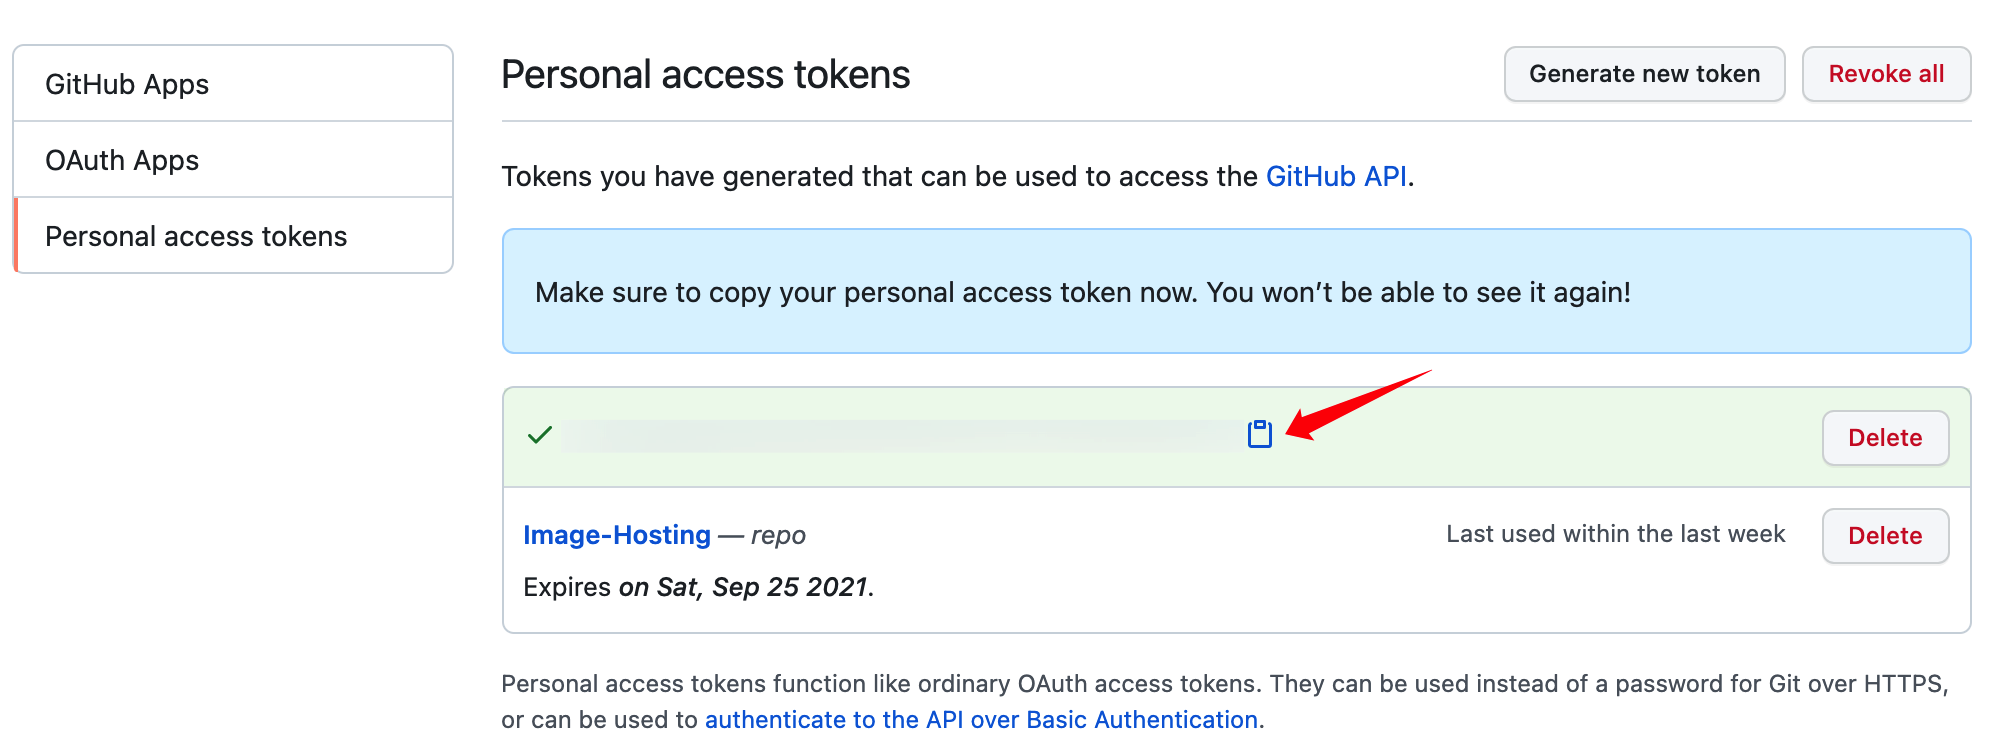 GitHub Apps
OAuth Apps
Personal access tokens
Personal access tokens
Generate new token
Revoke all
Tokens you have generated that can be used to access the GitHub API.
Make sure to copy your personal access token now. You won’t be able to see it again!
Delete
Image-Hosting — repo
Last used within the last week
Delete
Expires on Sat, Sep 25 2021.
Personal access tokens function like ordinary OAuth access tokens. They can be used instead of a password for Git over HTTPS,
or can be used to authenticate to the API over Basic Authentication.